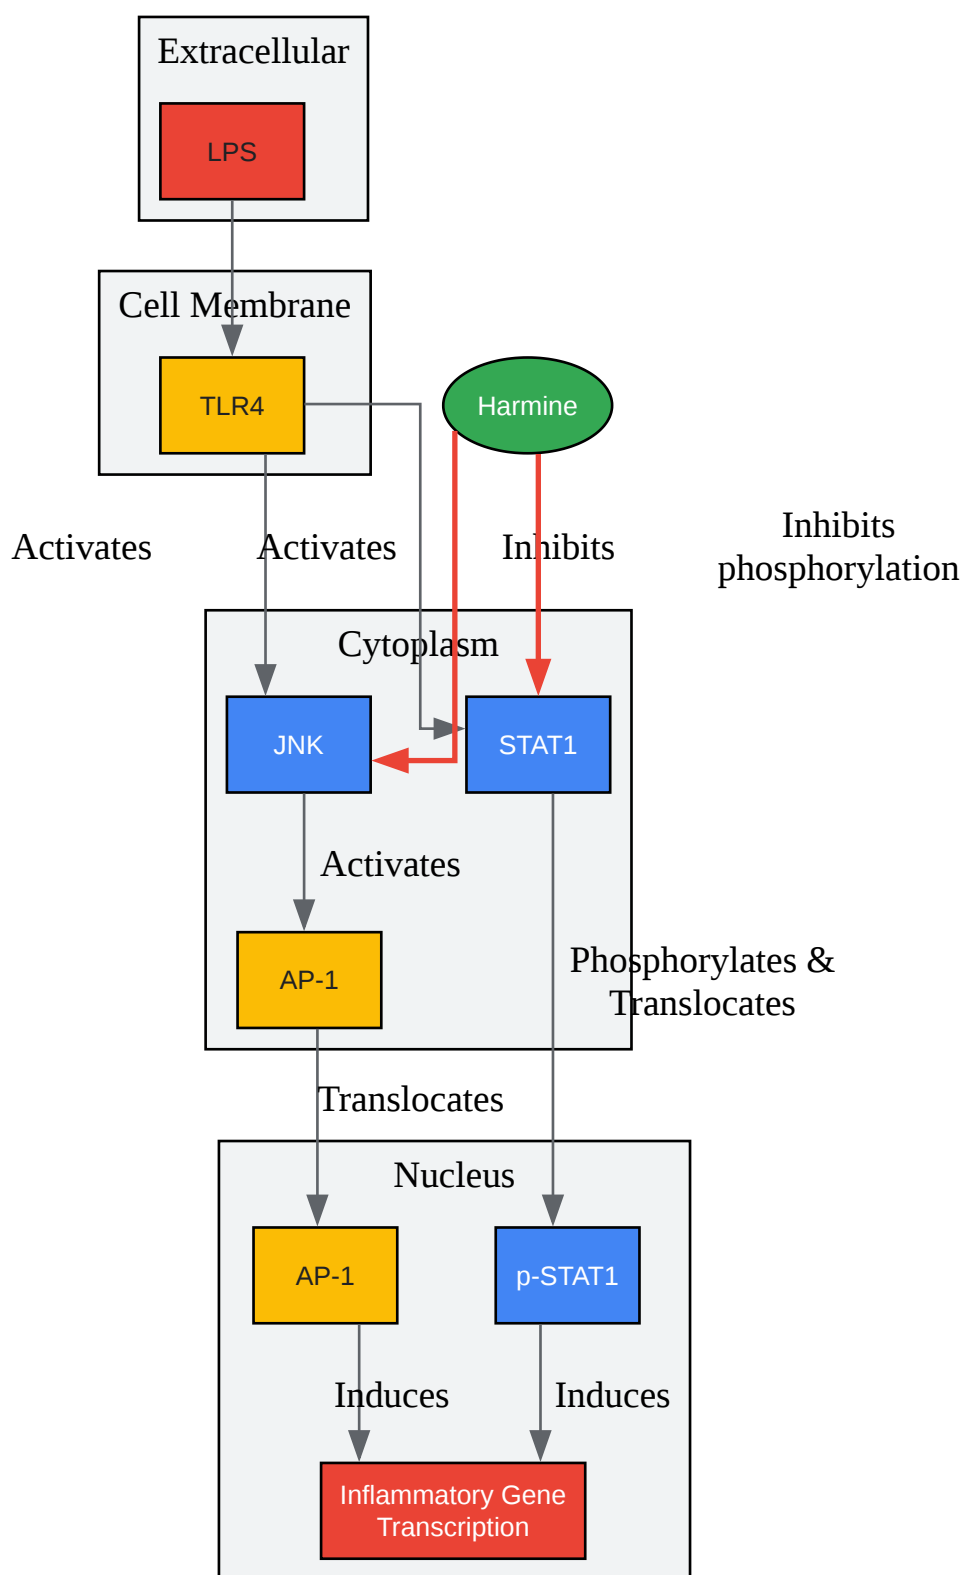 Extracellular
LPS
Cell Membrane
TLR4
Harmine
Activates
Activates
Inhibits
Inhibits
phosphorylation
Cytoplasm
JNK
STAT1
Activates
AP-1
Phosphorylates &
Translocates
Translocates
Nucleus
AP-1
p-STAT1
Induces
Induces
Inflammatory Gene
Transcription